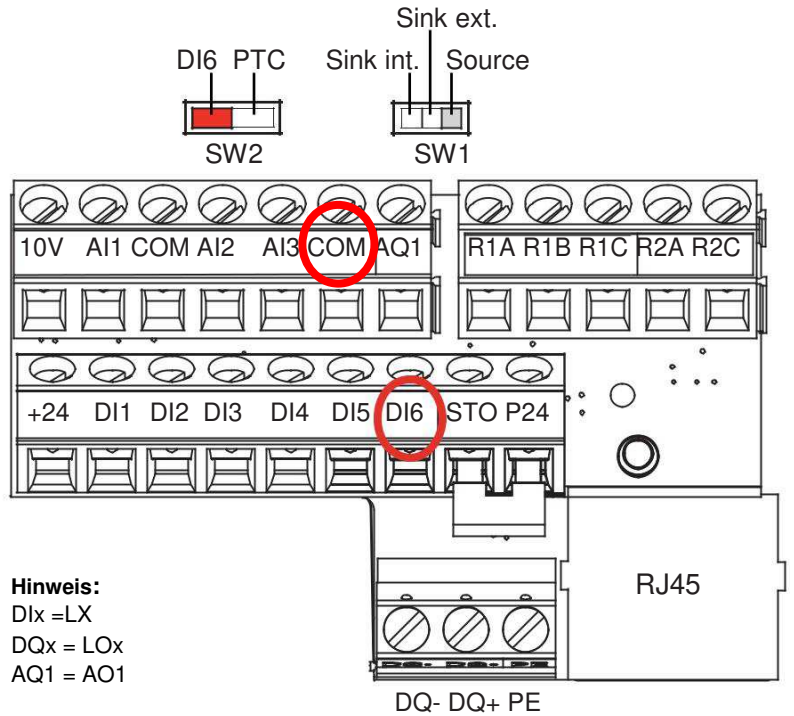 Sink ext.
DI6 PTC Sink int. Source
SW2 SW1
10V AI1 COM AI2 AI3 COM AQ1 R1A R1B R1C R2A R2C
+24 DI1 DI2 DI3 DI4 DI5 DI6 STO P24
Hinweis:
DIx =LX
DQx = LOx
AQ1 = AO1
RJ45
DQ- DQ+ PE